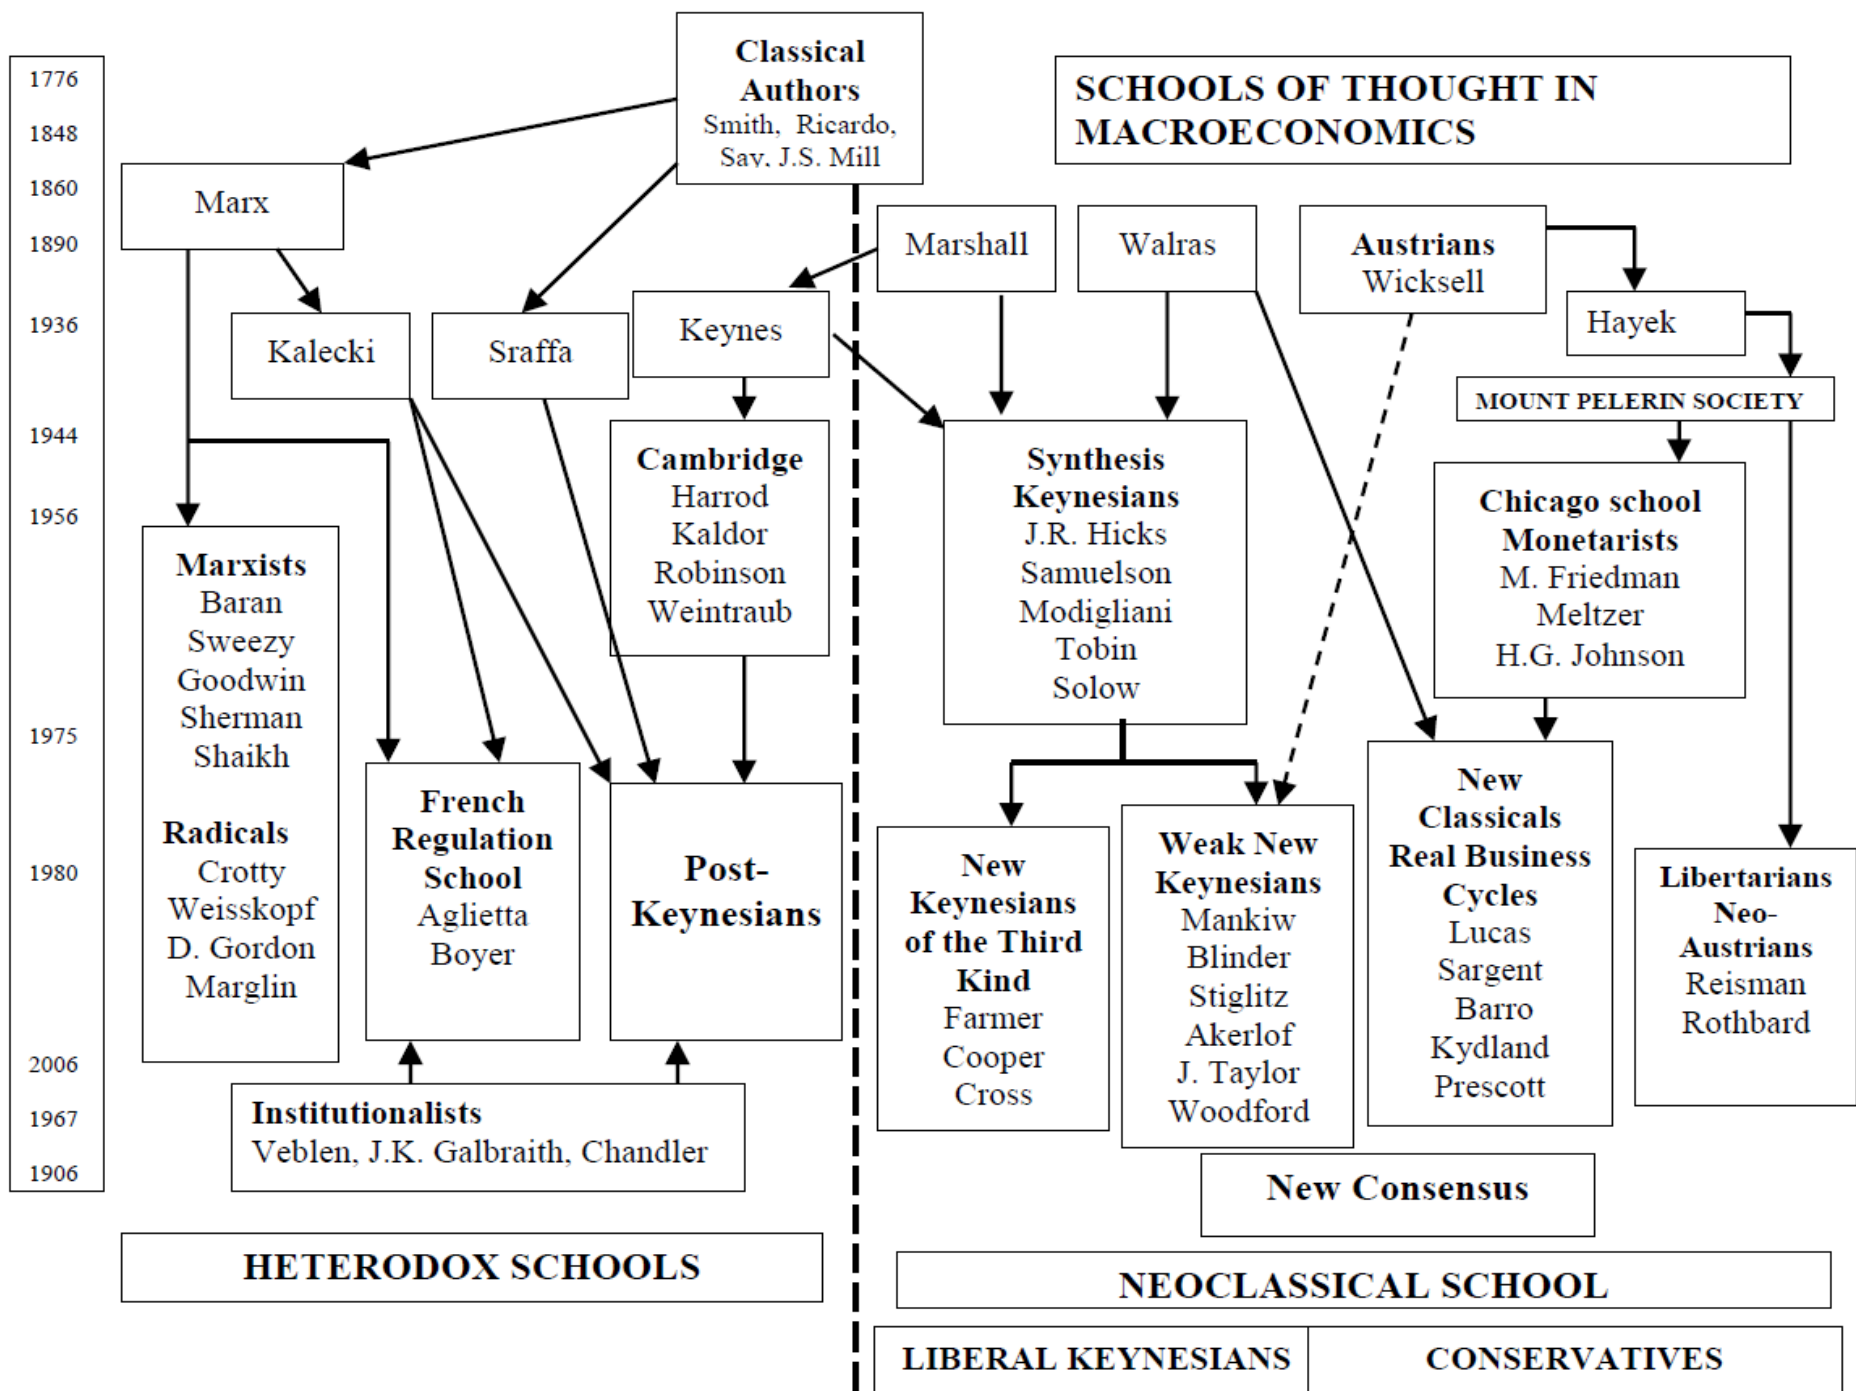 Classical
Authors
Smith, Ricardo,
Say, J.S. Mill
SCHOOLS OF THOUGHT IN
MACROECONOMICS
1776
1848
1860
1890
1936
1944
1956
1975
1980
2006
1967
1906
Marx
Marshall
Walras
Austrians
Wicksell
Hayek
Kalecki
Sraffa
Keynes
MOUNT PELERIN SOCIETY
Cambridge
Harrod
Kaldor
Robinson
Weintraub
Synthesis
Keynesians
J.R. Hicks
Samuelson
Modigliani
Tobin
Solow
Chicago school
Monetarists
M. Friedman
Meltzer
H.G. Johnson
Marxists
Baran
Sweezy
Goodwin
Sherman
Shaikh
Radicals
Crotty
Weisskopf
D. Gordon
Marglin
French
Regulation
School
Aglietta
Boyer
Post-
Keynesians
New
Keynesians
of the Third
Kind
Farmer
Cooper
Cross
Weak New
Keynesians
Mankiw
Blinder
Stiglitz
Akerlof
J. Taylor
Woodford
New
Classicals
Real Business
Cycles
Lucas
Sargent
Barro
Kydland
Prescott
Libertarians
Neo-
Austrians
Reisman
Rothbard
Institutionalists
Veblen, J.K. Galbraith, Chandler
New Consensus
HETERODOX SCHOOLS
NEOCLASSICAL SCHOOL
LIBERAL KEYNESIANS
CONSERVATIVES